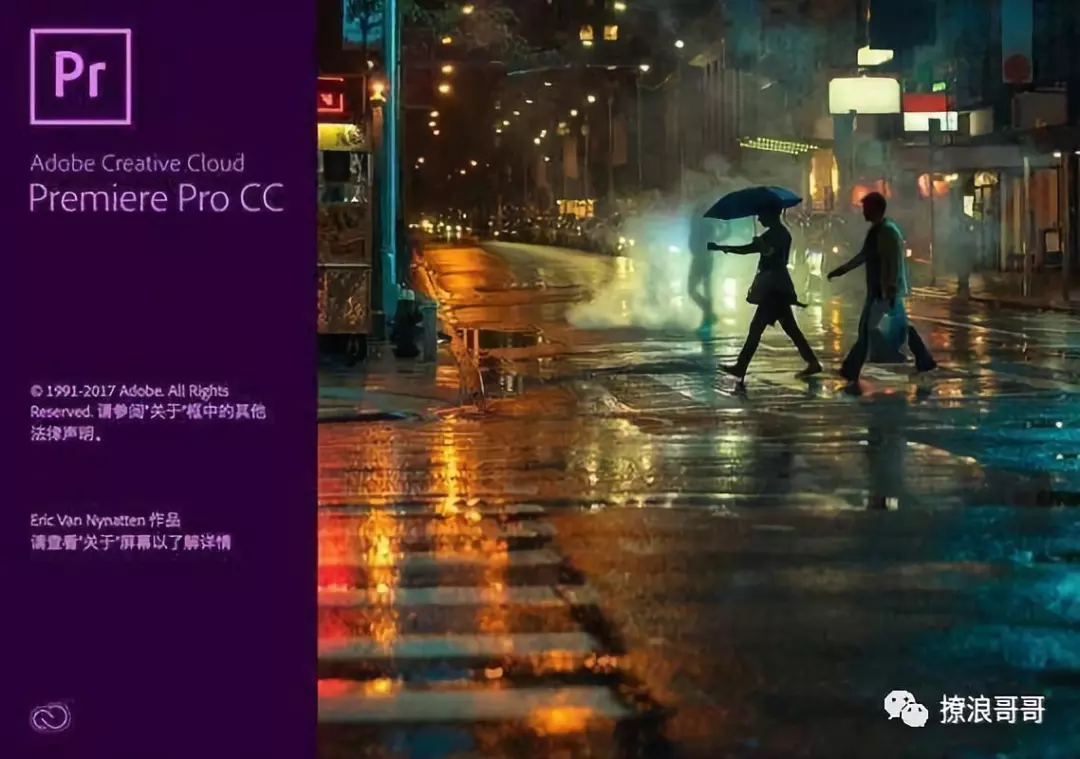 Pr
Adobe Creative Cloud
Premiere Pro CC
© 1991-2017 Adobe. All Rights
Reserved. 请参阅“关于”框中的其他
法律声明。
Eric Van Nynatten 作品
请查看“关于”屏幕以了解详情
撩浪哥哥